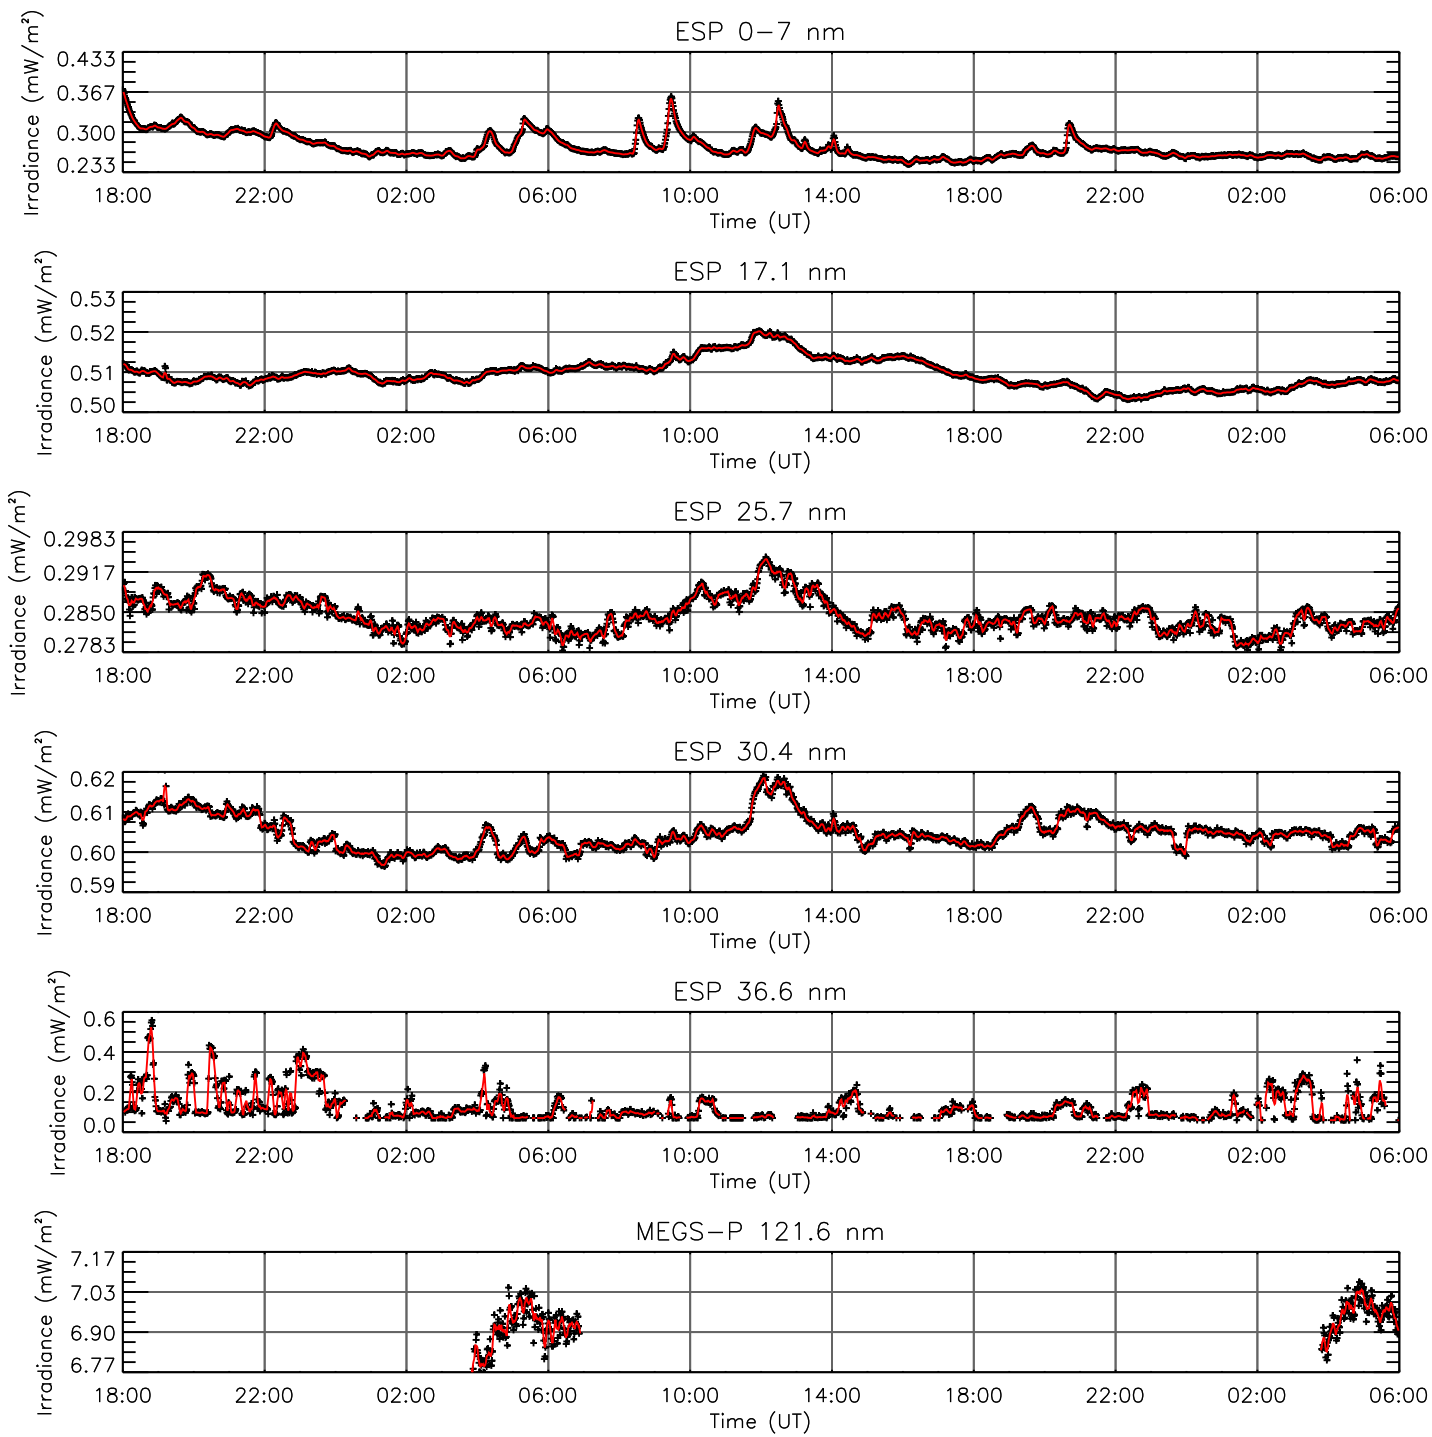 ESP 0-7 nm
Irradiance (mW/m²)
0.433
0.367
0.300
0.233
18:00 22:00 02:00 06:00 10:00 14:00 18:00 22:00 02:00 06:00
Time (UT)
ESP 17.1 nm
Irradiance (mW/m²)
0.53
0.52
0.51
0.50
18:00 22:00 02:00 06:00 10:00 14:00 18:00 22:00 02:00 06:00
Time (UT)
ESP 25.7 nm
Irradiance (mW/m²)
0.2983
0.2917
0.2850
0.2783
18:00 22:00 02:00 06:00 10:00 14:00 18:00 22:00 02:00 06:00
Time (UT)
ESP 30.4 nm
Irradiance (mW/m²)
0.62
0.61
0.60
0.59
18:00 22:00 02:00 06:00 10:00 14:00 18:00 22:00 02:00 06:00
Time (UT)
ESP 36.6 nm
Irradiance (mW/m²)
0.6
0.4
0.2
0.0
18:00 22:00 02:00 06:00 10:00 14:00 18:00 22:00 02:00 06:00
Time (UT)
MEGS-P 121.6 nm
Irradiance (mW/m²)
7.17
7.03
6.90
6.77
18:00 22:00 02:00 06:00 10:00 14:00 18:00 22:00 02:00 06:00
Time (UT)